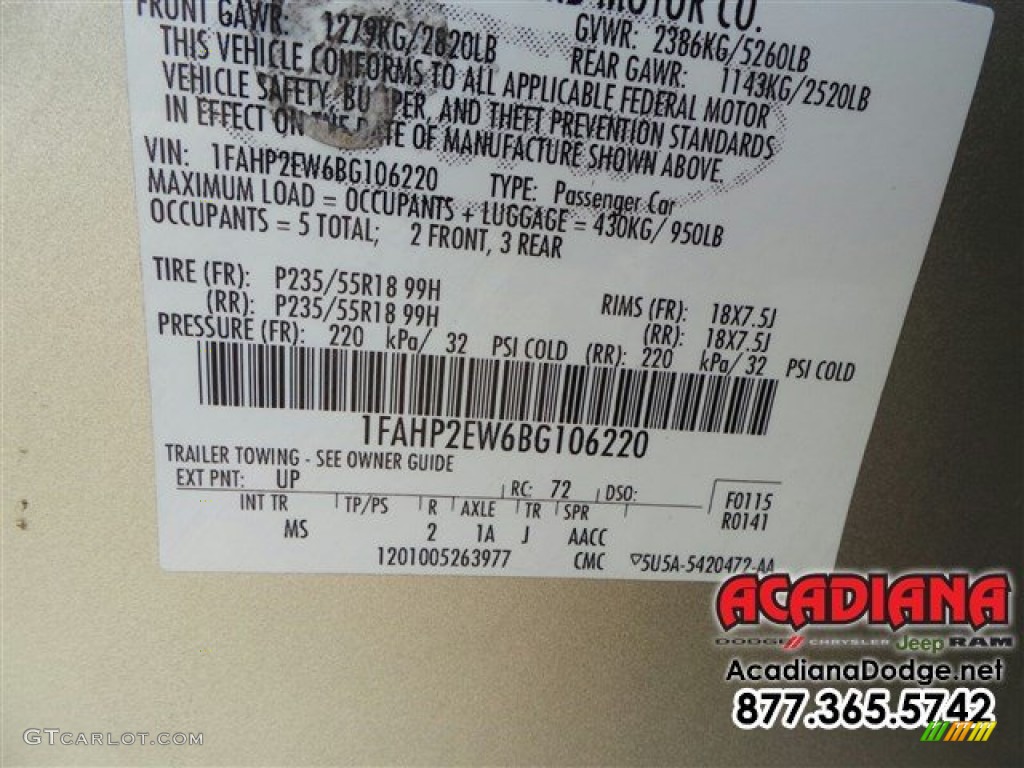 MOTOR CO.
FRONT GAWR: 1279KG/2820LB GVWR: 2386KG/5260LB
REAR GAWR: 1143KG/2520LB
THIS VEHICLE CONFORMS TO ALL APPLICABLE FEDERAL MOTOR
VEHICLE SAFETY, BU PER, AND THEFT PREVENTION STANDARDS
IN EFFECT ON THE DATE OF MANUFACTURE SHOWN ABOVE.
VIN: 1FAHP2EW6BG106220 TYPE: Passenger Car
MAXIMUM LOAD = OCCUPANTS + LUGGAGE = 430KG/ 950LB
OCCUPANTS = 5 TOTAL; 2 FRONT, 3 REAR
TIRE (FR): P235/55R18 99H RIMS (FR): 18X7.5J
(RR): P235/55R18 99H (RR): 18X7.5J
PRESSURE (FR): 220 kPa/ 32 PSI COLD (RR): 220 kPa/ 32 PSI COLD
1FAHP2EW6BG106220
TRAILER TOWING - SEE OWNER GUIDE
EXT PNT: UP RC: 72 DSO: F0115
INT TR TP/PS R AXLE TR SPR R0141
MS 2 1A J AACC
1201005263977 CMC ▽5U5A-5420472-AA
ACADIANA
DODGE CHRYSLER Jeep RAM
AcadianaDodge.net
877.365.5742
GTCARLOT.COM